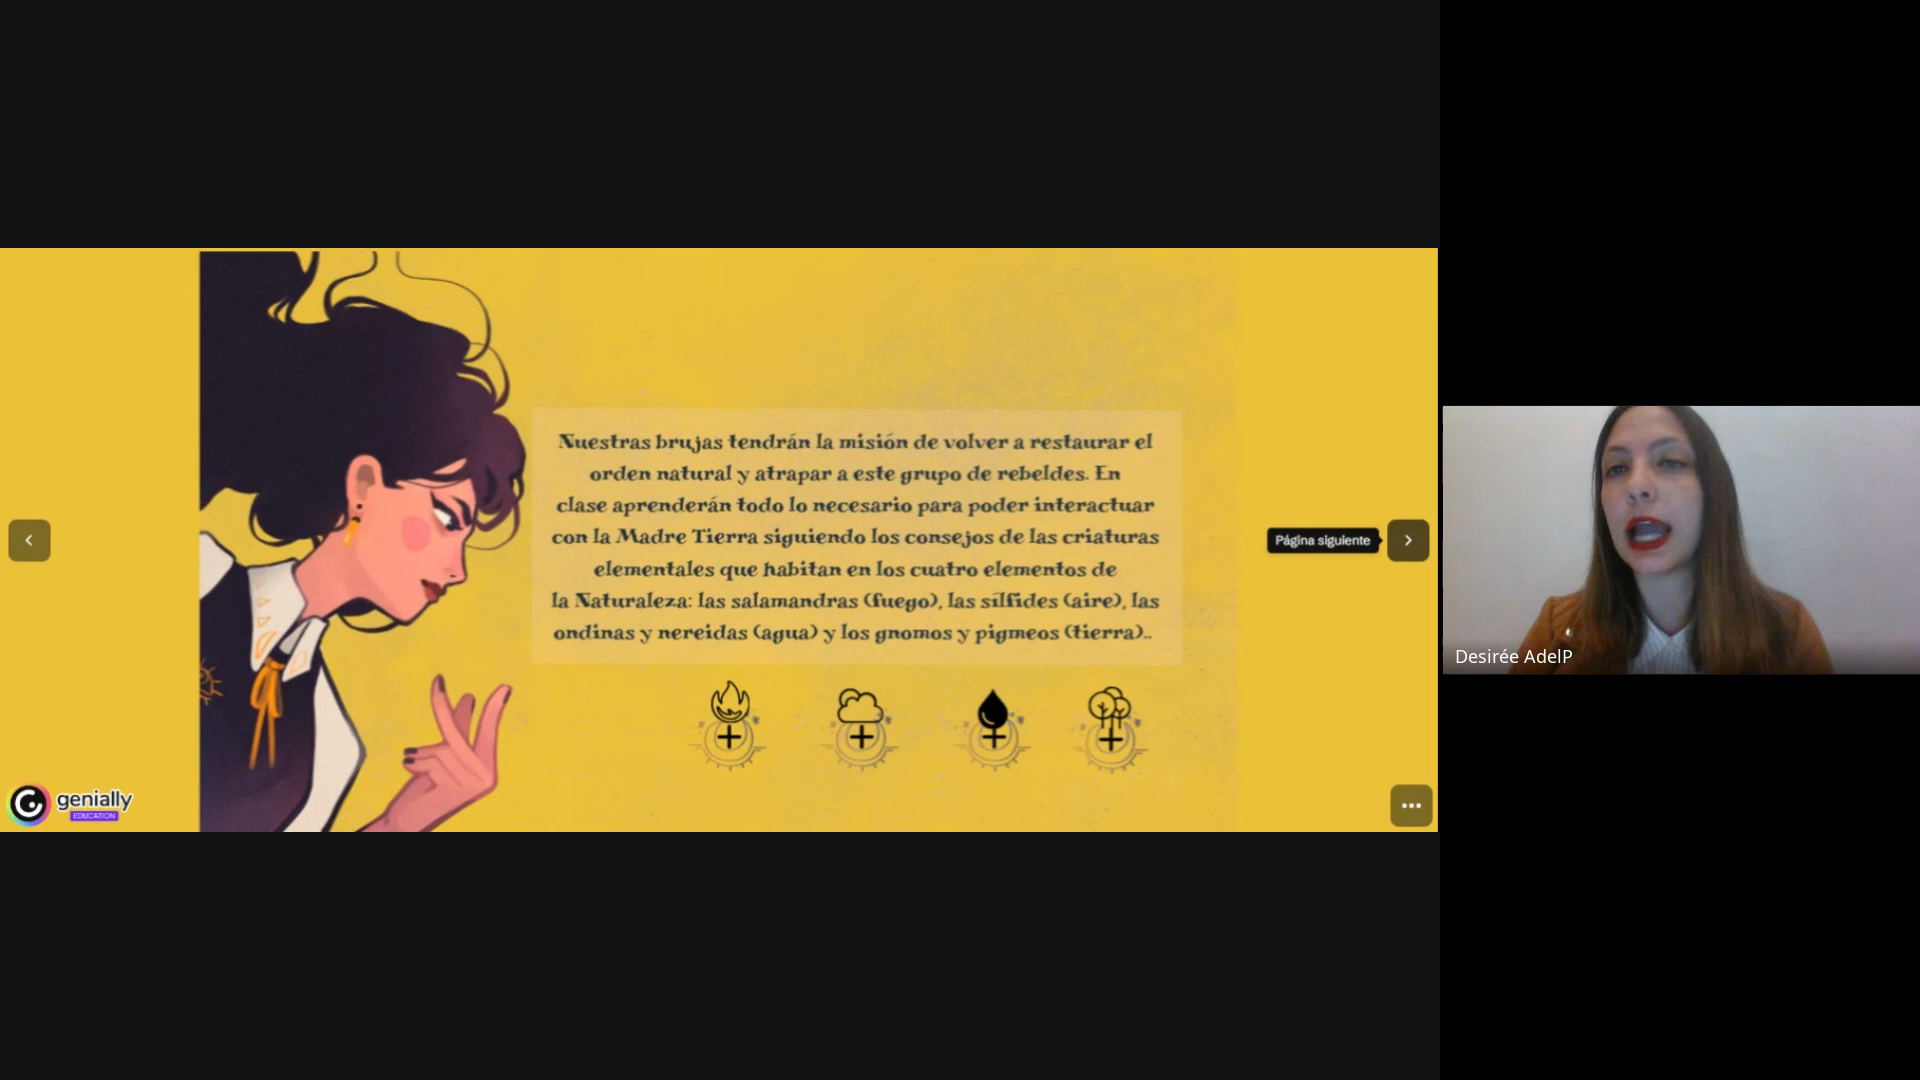 Nuestras brujas tendrán la misión de volver a restaurar el
orden natural y atrapar a este grupo de rebeldes. En
clase aprenderán todo lo necesario para poder interactuar
con la Madre Tierra siguiendo los consejos de las criaturas
elementales que habitan en los cuatro elementos de
la Naturaleza: las salamandras (fuego), las sílfides (aire), las
ondinas y nereidas (agua) y los gnomos y pigmeos (tierra)..
Página siguiente
genially
EDUCATION
Desirée AdelP